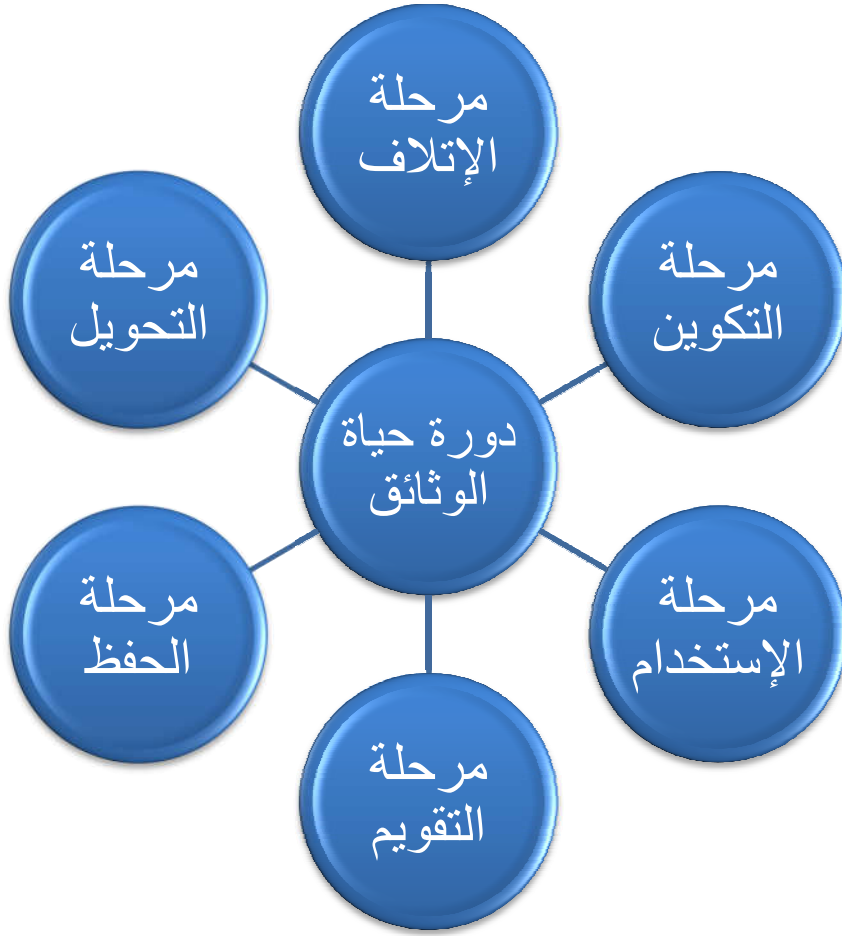 مرحلة
الإتلاف
مرحلة
التكوين
مرحلة
التحويل
دورة حياة
الوثائق
مرحلة
الإستخدام
مرحلة
الحفظ
مرحلة
التقويم